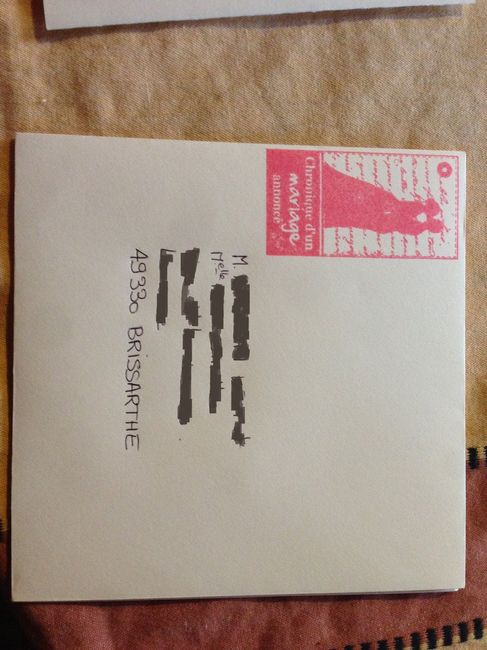 Chronique d'un
mariage
annoncé
M.
Melle
49330 BRISSARTHE